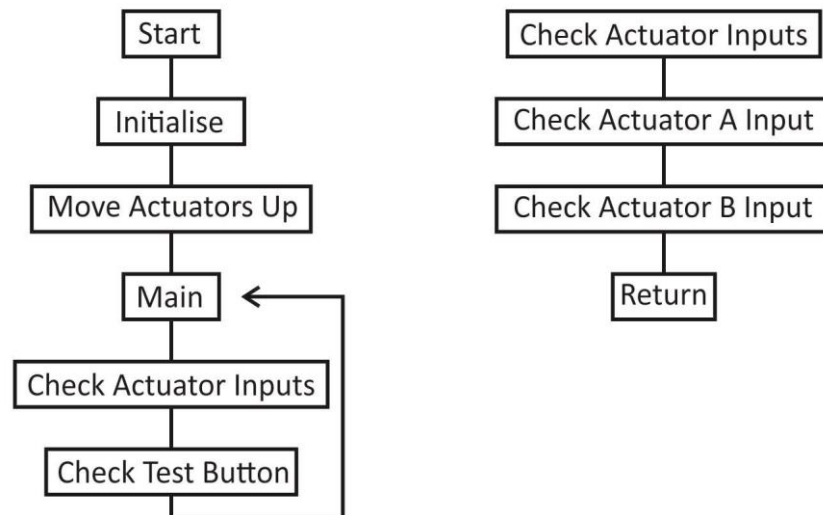 Start
Initialise
Move Actuators Up
Main
Check Actuator Inputs
Check Test Button
Check Actuator Inputs
Check Actuator A Input
Check Actuator B Input
Return